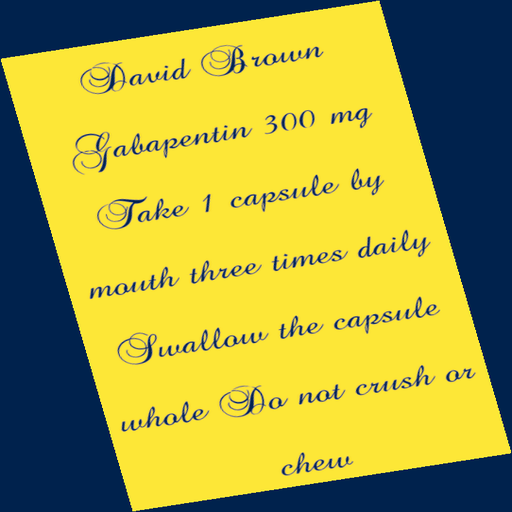 David Brown
Gabapentin 300 mg
Take 1 capsule by
mouth three times daily
Swallow the capsule
whole Do not crush or
chew